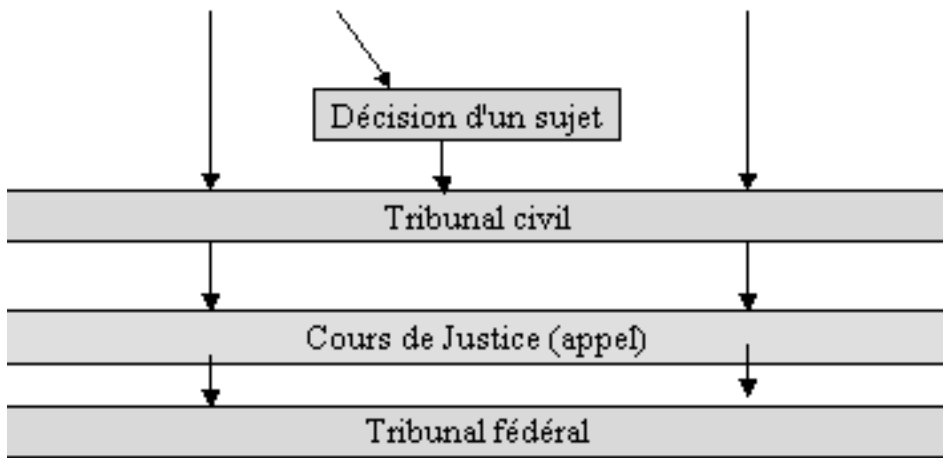 Décision d'un sujet
Tribunal civil
Cours de Justice (appel)
Tribunal fédéral